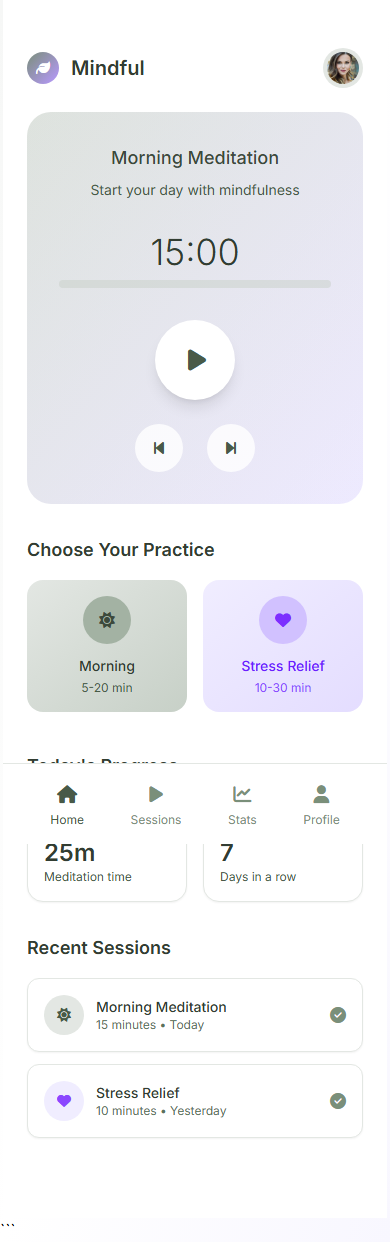 Mindful
Morning Meditation
Start your day with mindfulness
15:00
Choose Your Practice
Morning
5-20 min
Stress Relief
10-30 min
Today's Progress
Home
Sessions
Stats
Profile
25m
Meditation time
7
Days in a row
Recent Sessions
Morning Meditation
15 minutes • Today
Stress Relief
10 minutes • Yesterday
```